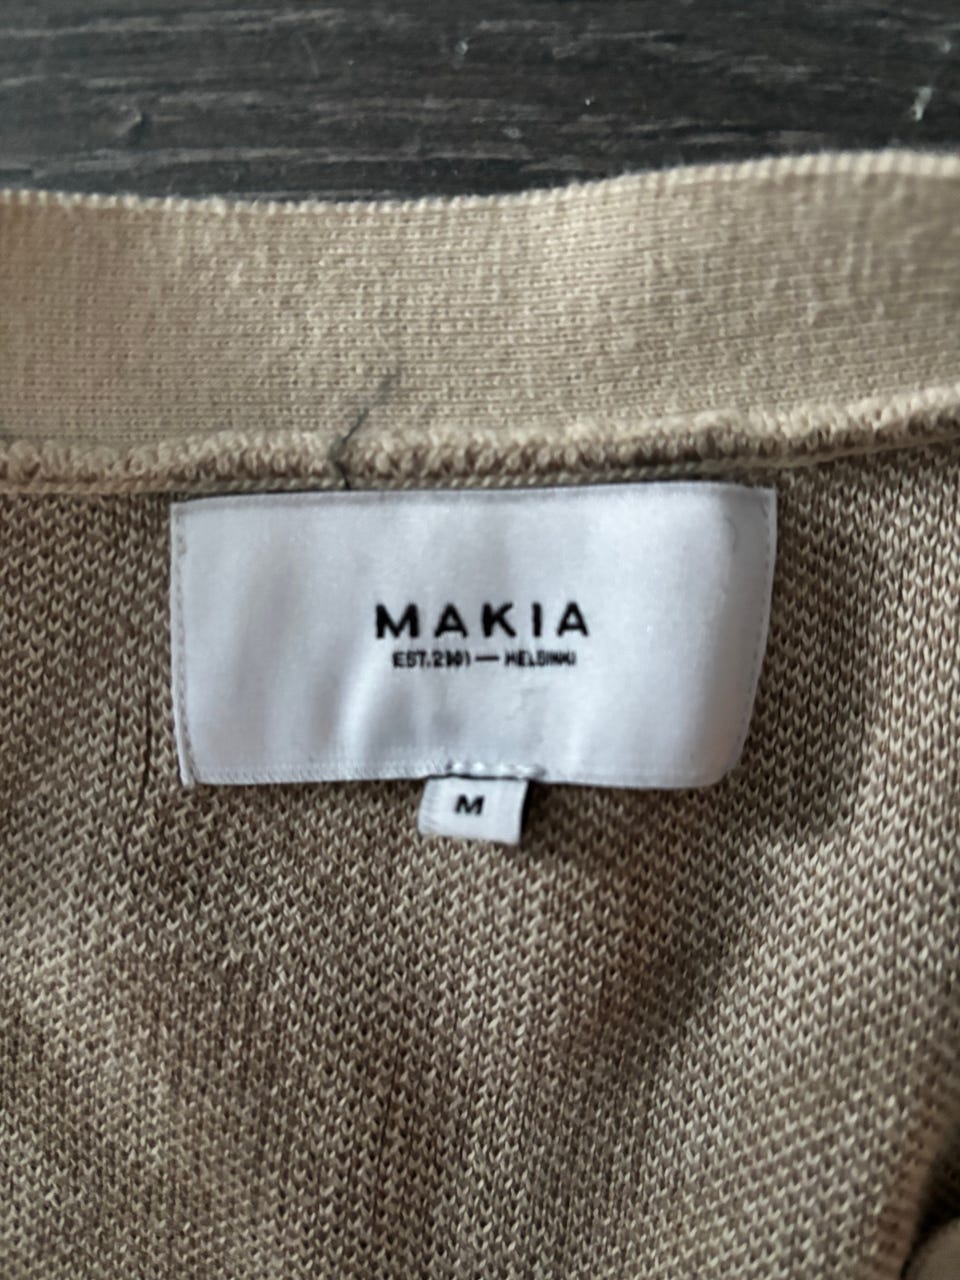 MAKIA
EST. 2001 — HELSINKI
M